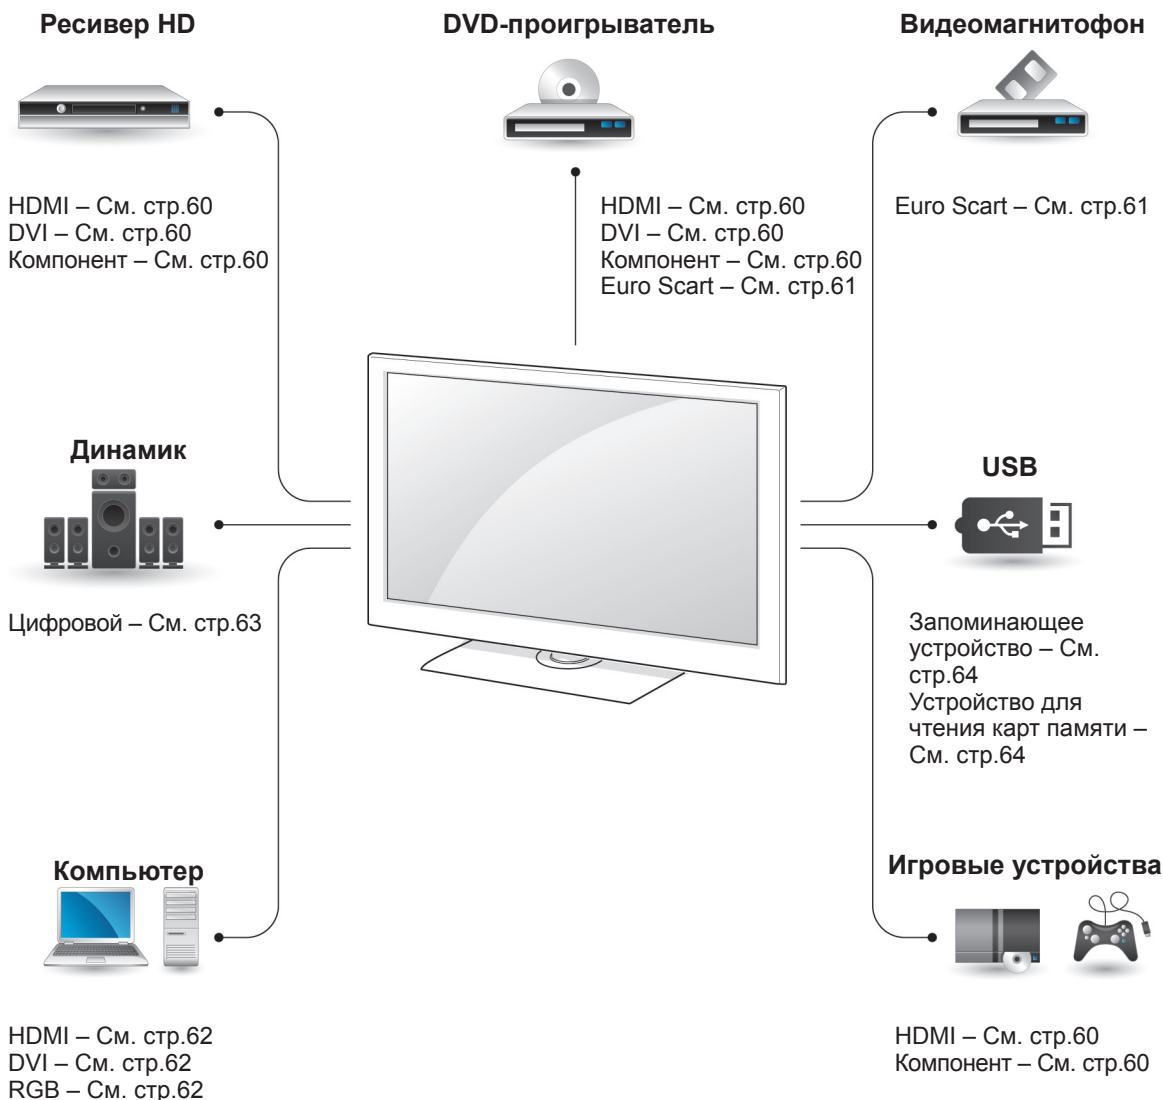 Ресивер HD
HDMI – См. стр.60
DVI – См. стр.60
Компонент – См. стр.60
DVD-проигрыватель
HDMI – См. стр.60
DVI – См. стр.60
Компонент – См. стр.60
Euro Scart – См. стр.61
Видеомагнитофон
Euro Scart – См. стр.61
Динамик
Цифровой – См. стр.63
USB
Запоминающее
устройство – См.
стр.64
Устройство для
чтения карт памяти –
См. стр.64
Компьютер
HDMI – См. стр.62
DVI – См. стр.62
RGB – См. стр.62
Игровые устройства
HDMI – См. стр.60
Компонент – См. стр.60